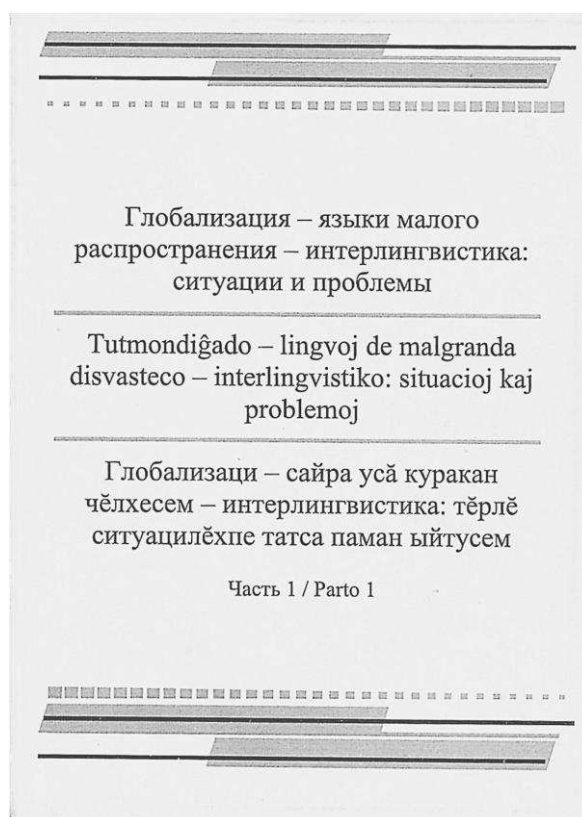 Глобализация – языки малого
распространения – интерлингвистика:
ситуации и проблемы
Tutmondiĝado – lingvoj de malgranda
disvasteco – interlingvistiko: situacioj kaj
problemoj
Глобализаци – сайра усӑ куракан
чӗлхесем – интерлингвистика: тӗрлӗ
ситуацилӗхпе татса паман ыйтусем
Часть 1 / Parto 1